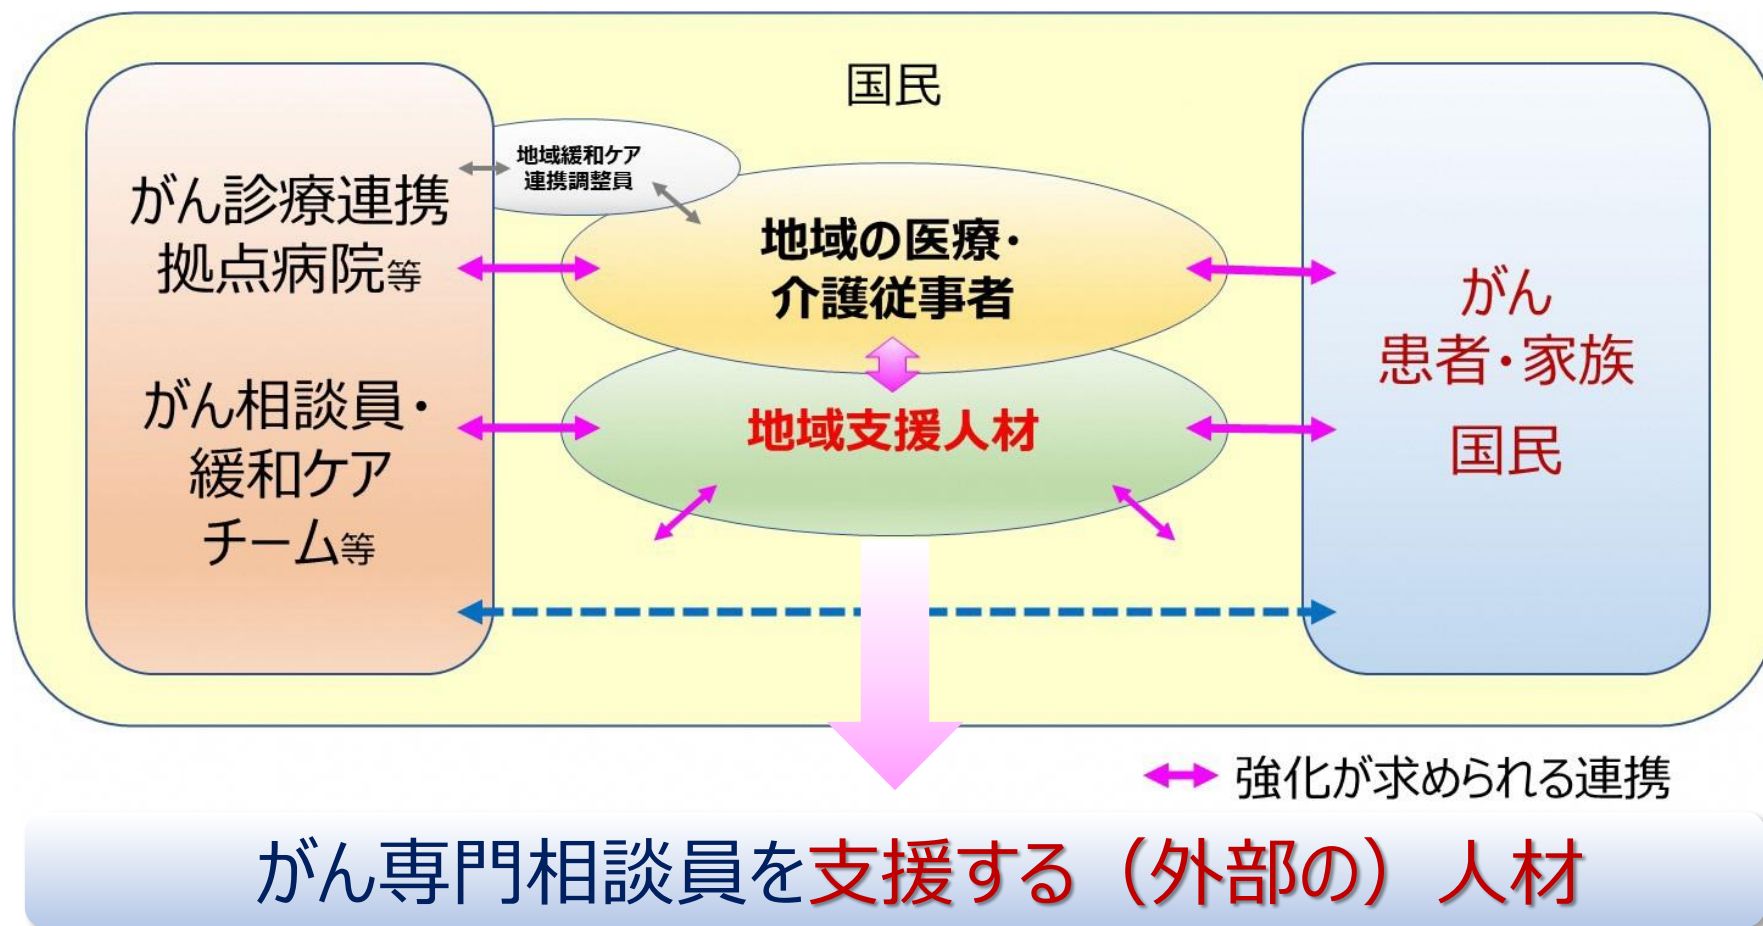 国民
がん診療連携
拠点病院等
がん相談員・
緩和ケア
チーム等
地域緩和ケア
連携調整員
地域の医療・
介護従事者
地域支援人材
がん
患者・家族
国民
強化が求められる連携
がん専門相談員を支援する（外部の）人材